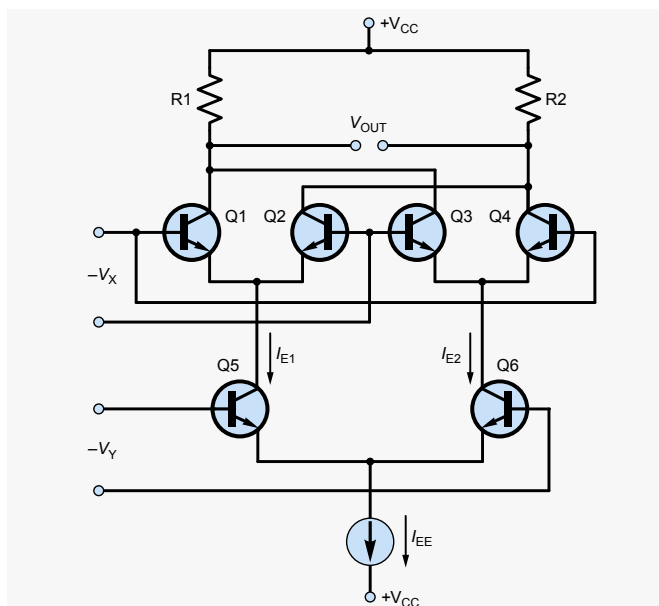 +VCC
R1
R2
VOUT
Q1
Q2
Q3
Q4
–VX
IE1
IE2
Q5
Q6
–VY
IEE
+VCC